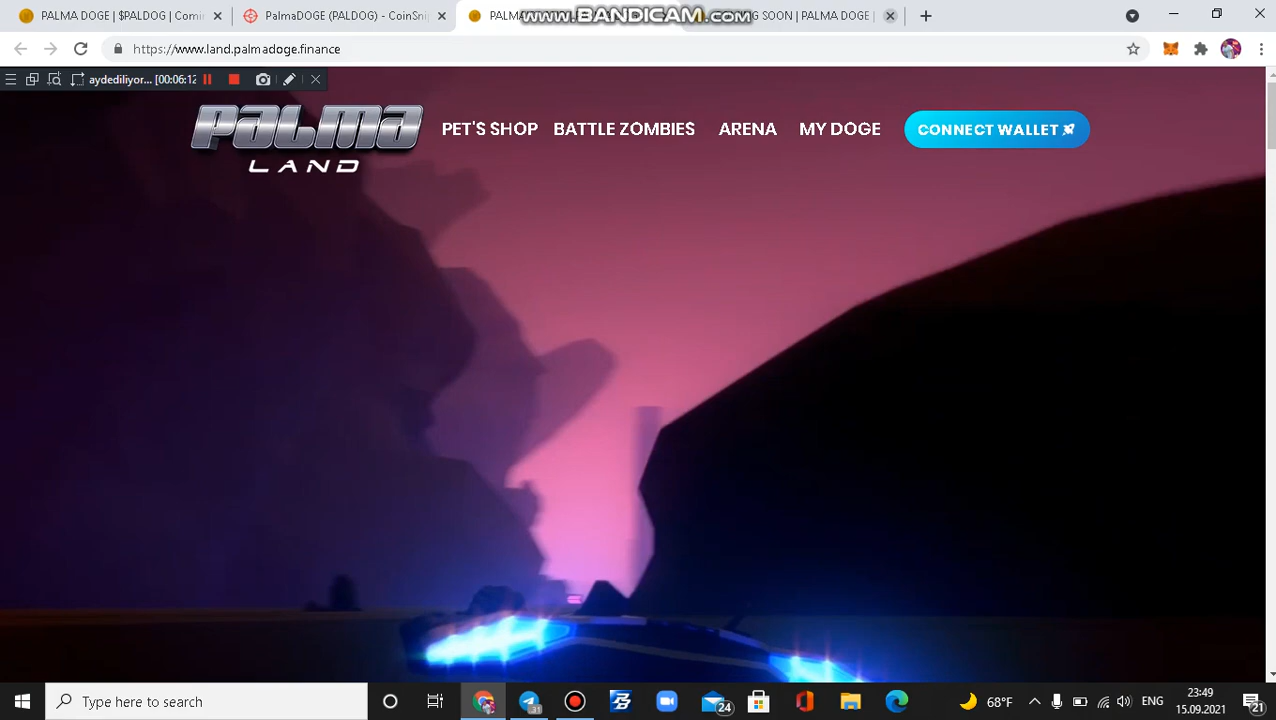 PALMA DOGE | $PALDOG | Comi
PalmaDOGE (PALDOG) - CoinSni
PALMA
www.BANDICAM.com
G SOON | PALMA DOGE |
https://www.land.palmadoge.finance
aydediliyor... [00:06:12
PALMA
LAND
PET'S SHOP
BATTLE ZOMBIES
ARENA
MY DOGE
CONNECT WALLET
Type here to search
31
24
68°F
ENG
23:49
15.09.2021
21